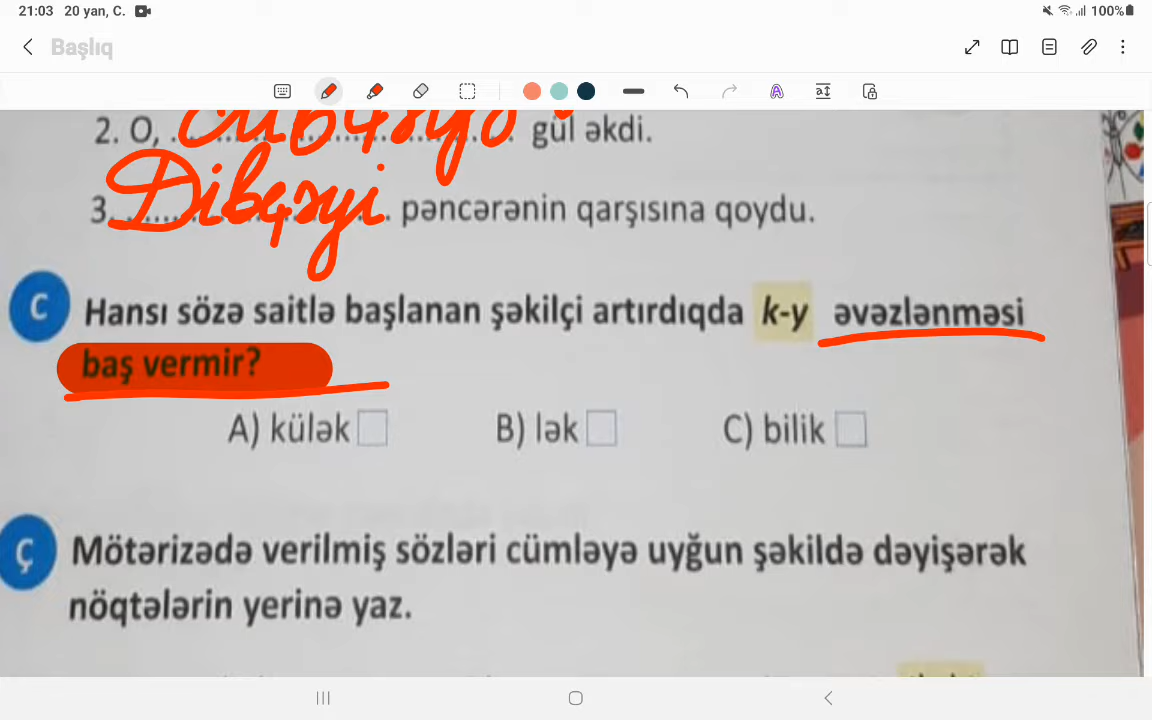 21:03 20 yan, C. 100%
Başlıq
2. O, .................................. gül əkdi.
3. Dibçəyi pəncərənin qarşısına qoydu.
C Hansı sözə saitlə başlanan şəkilçi artırdıqda k-y əvəzlənməsi
baş vermir?
A) külək B) lək C) bilik
Ç Mötərizədə verilmiş sözləri cümləyə uyğun şəkildə dəyişərək
nöqtələrin yerinə yaz.